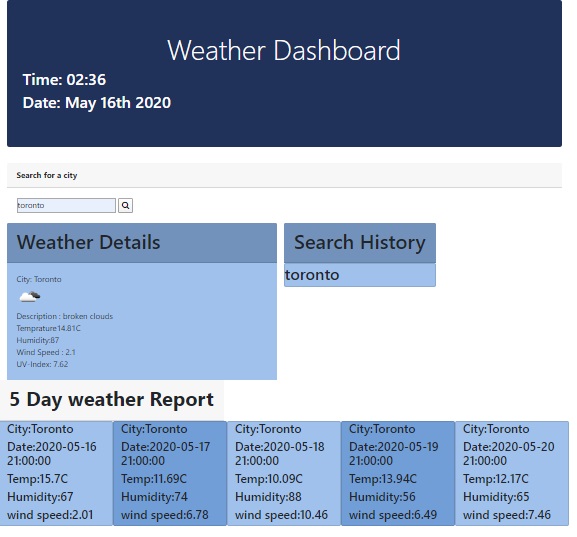 Weather Dashboard
Time: 02:36
Date: May 16th 2020
Search for a city
toronto
Weather Details
Search History
toronto
City: Toronto
Description : broken clouds
Temprature14.81C
Humidity:87
Wind Speed : 2.1
UV-Index: 7.62
5 Day weather Report
City:Toronto
Date:2020-05-16
21:00:00
Temp:15.7C
Humidity:67
wind speed:2.01
City:Toronto
Date:2020-05-17
21:00:00
Temp:11.69C
Humidity:74
wind speed:6.78
City:Toronto
Date:2020-05-18
21:00:00
Temp:10.09C
Humidity:88
wind speed:10.46
City:Toronto
Date:2020-05-19
21:00:00
Temp:13.94C
Humidity:56
wind speed:6.49
City:Toronto
Date:2020-05-20
21:00:00
Temp:12.17C
Humidity:65
wind speed:7.46